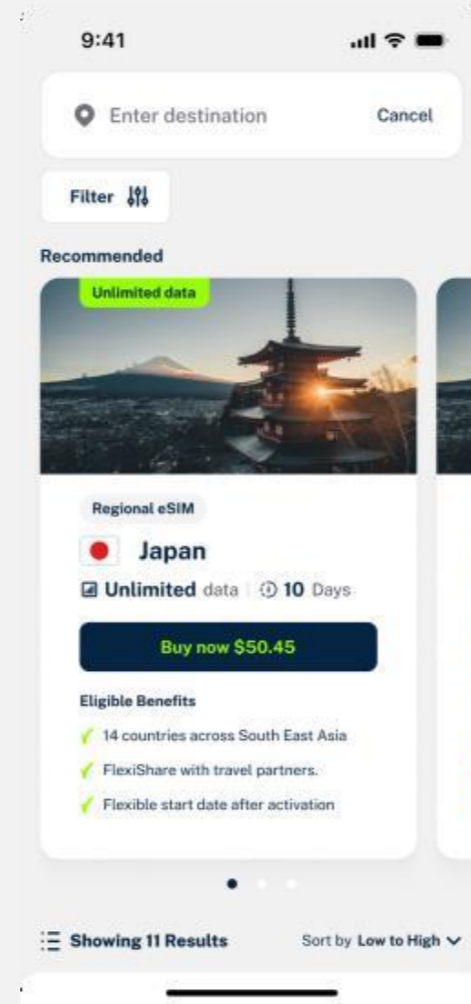 9:41
Enter destination Cancel
Filter
Recommended
Unlimited data
Regional eSIM
Japan
Unlimited data 10 Days
Buy now $50.45
Eligible Benefits
14 countries across South East Asia
FlexiShare with travel partners.
Flexible start date after activation
Showing 11 Results Sort by Low to High